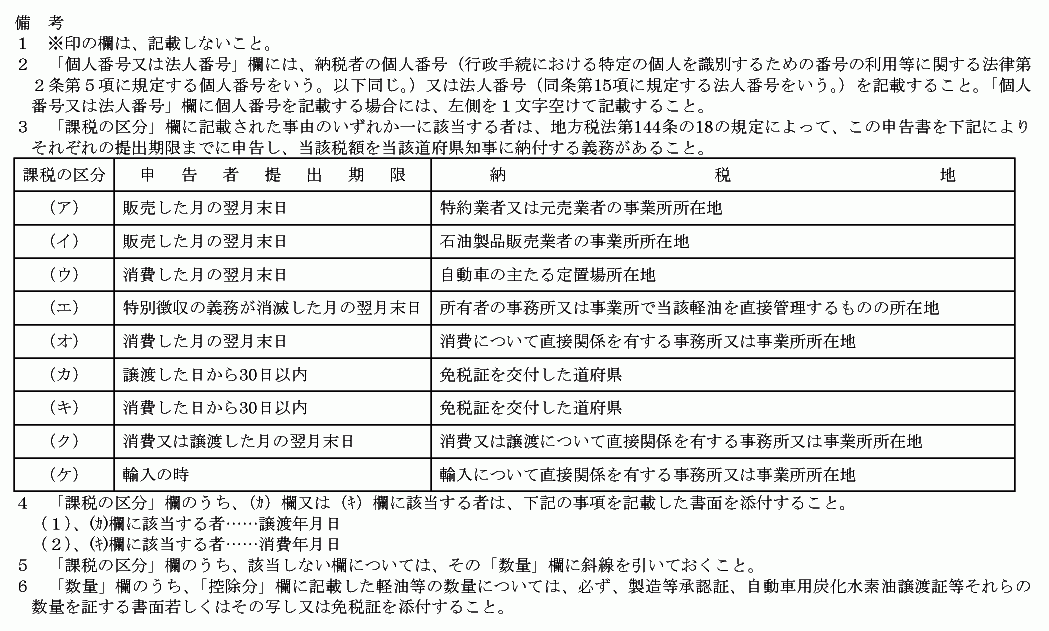 備　考
１　※印の欄は、記載しないこと。
２　「個人番号又は法人番号」欄には、納税者の個人番号（行政手続における特定の個人を識別するための番号の利用等に関する法律第
２条第５項に規定する個人番号をいう。以下同じ。）又は法人番号（同条第15項に規定する法人番号をいう。）を記載すること。「個人
番号又は法人番号」欄に個人番号を記載する場合には、左側を１文字空けて記載すること。
３　「課税の区分」欄に記載された事由のいずれか一に該当する者は、地方税法第144条の18の規定によって、この申告書を下記により
それぞれの提出期限までに申告し、当該税額を当該道府県知事に納付する義務があること。
課税の区分　申告者提出期限　納税地
（ア）　販売した月の翌月末日　特約業者又は元売業者の事業所所在地
（イ）　販売した月の翌月末日　石油製品販売業者の事業所所在地
（ウ）　消費した月の翌月末日　自動車の主たる定置場所在地
（エ）　特別徴収の義務が消滅した月の翌月末日　所有者の事務所又は事業所で当該軽油を直接管理するものの所在地
（オ）　消費した月の翌月末日　消費について直接関係を有する事務所又は事業所所在地
（カ）　譲渡した日から30日以内　免税証を交付した道府県
（キ）　消費した日から30日以内　免税証を交付した道府県
（ク）　消費又は譲渡した月の翌月末日　消費又は譲渡について直接関係を有する事務所又は事業所所在地
（ケ）　輸入の時　輸入について直接関係を有する事務所又は事業所所在地
４　「課税の区分」欄のうち、（ｶ）欄又は（ｷ）欄に該当する者は、下記の事項を記載した書面を添付すること。
（１）、(ｶ)欄に該当する者……譲渡年月日
（２）、(ｷ)欄に該当する者……消費年月日
５　「課税の区分」欄のうち、該当しない欄については、その「数量」欄に斜線を引いておくこと。
６　「数量」欄のうち、「控除分」欄に記載した軽油等の数量については、必ず、製造等承認証、自動車用炭化水素油譲渡証等それらの
数量を証する書面若しくはその写し又は免税証を添付すること。